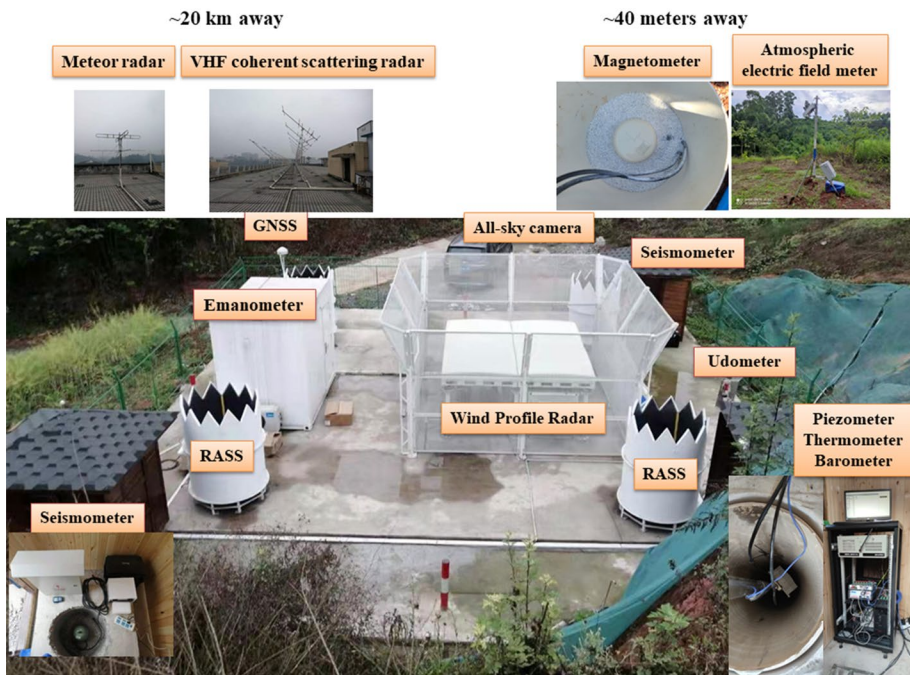 ~20 km away
~40 meters away
Meteor radar
VHF coherent scattering radar
Magnetometer
Atmospheric
electric field meter
GNSS
All-sky camera
Seismometer
Emanometer
Udometer
Wind Profile Radar
Piezometer
Thermometer
Barometer
RASS
RASS
Seismometer